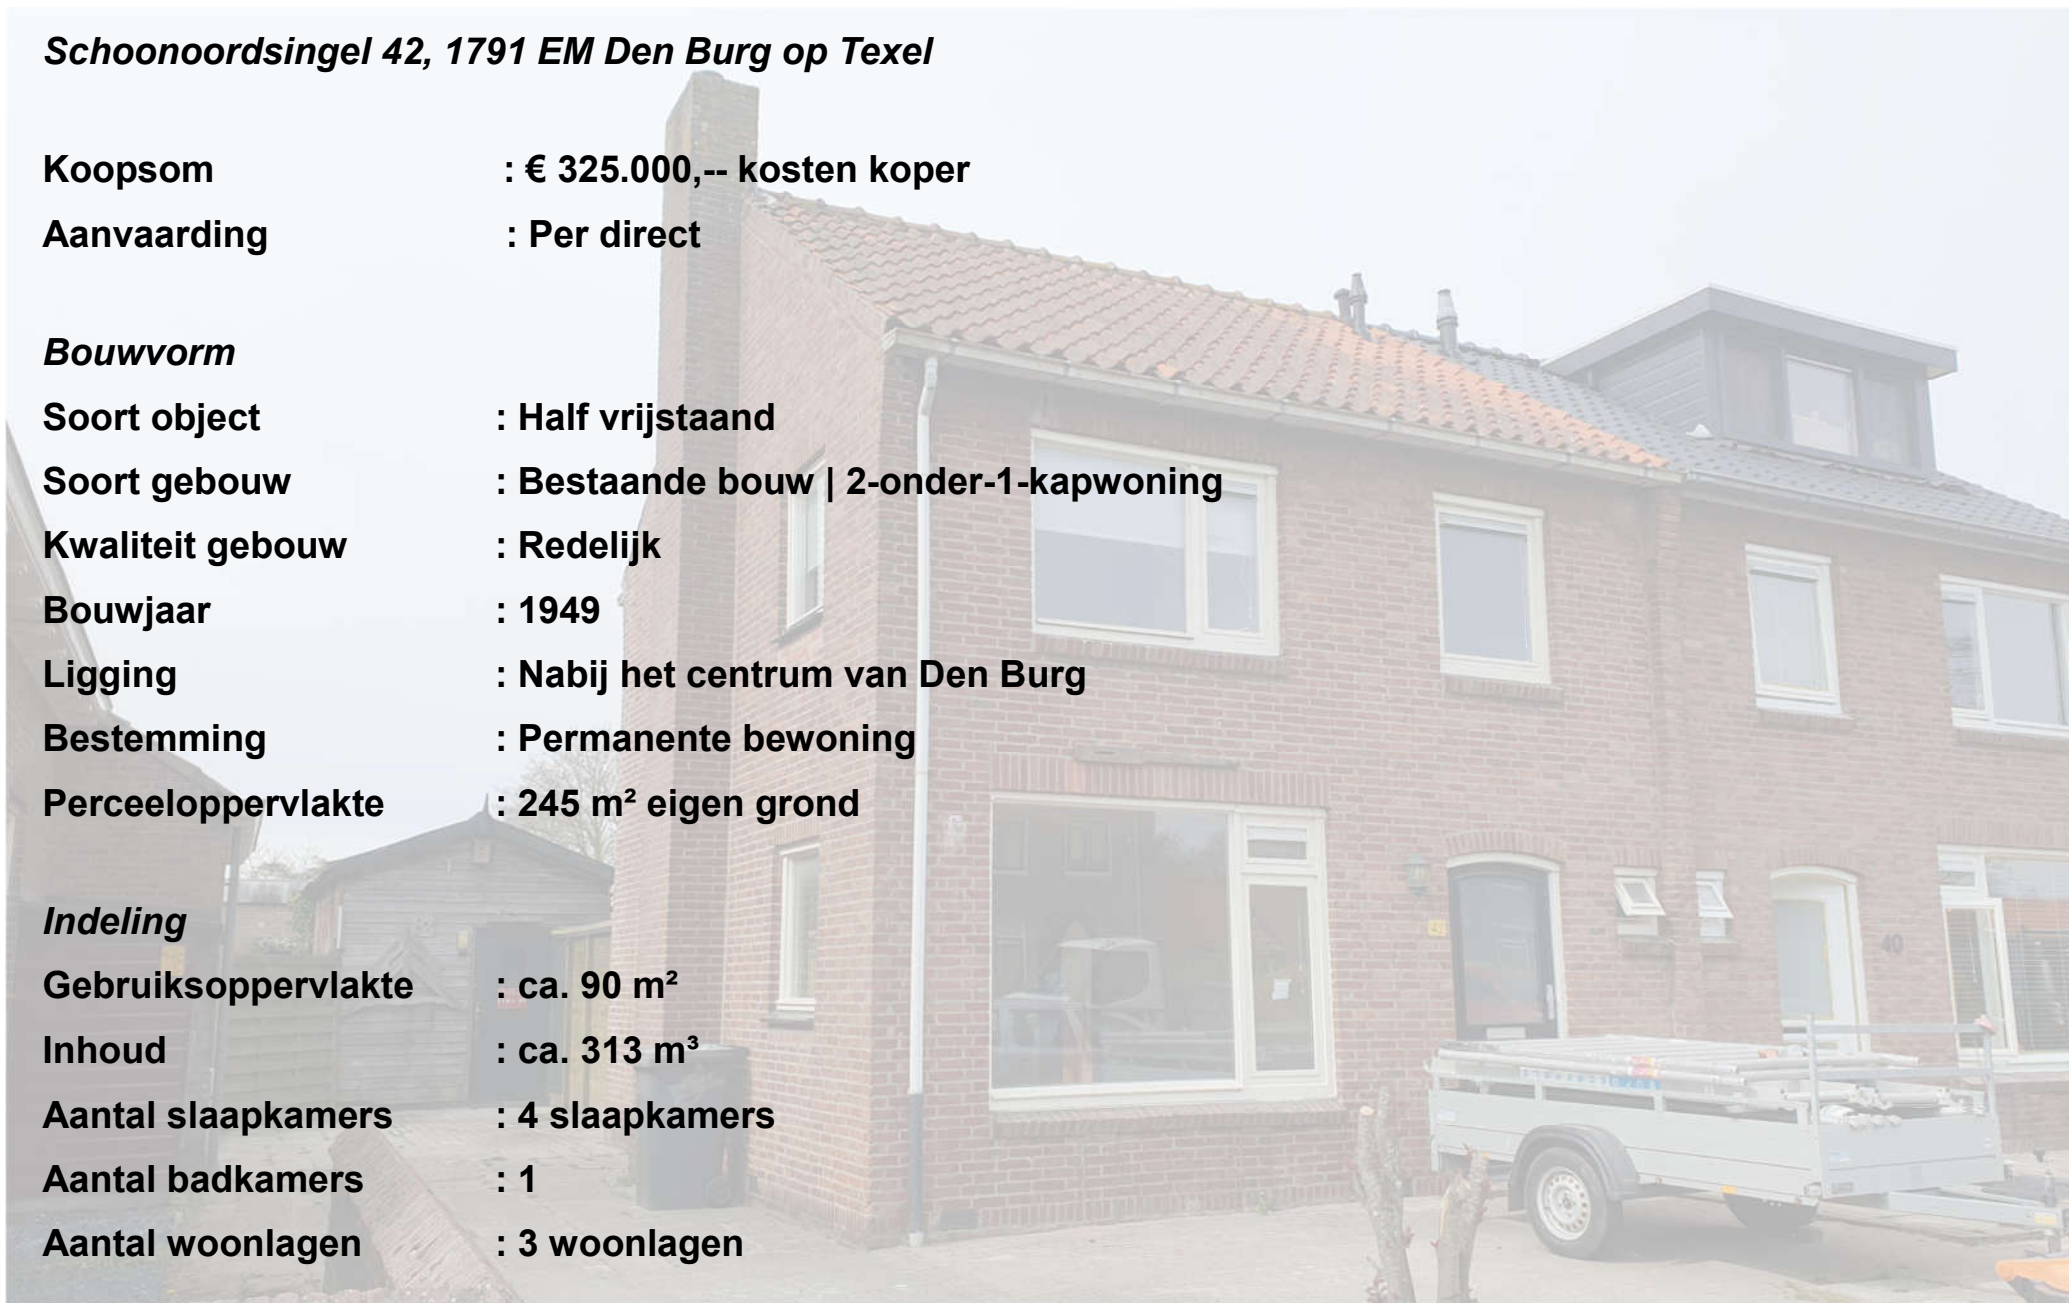 Schoonoordsingel 42, 1791 EM Den Burg op Texel
Koopsom : € 325.000,-- kosten koper
Aanvaarding : Per direct
Bouwvorm
Soort object : Half vrijstaand
Soort gebouw : Bestaande bouw | 2-onder-1-kapwoning
Kwaliteit gebouw : Redelijk
Bouwjaar : 1949
Ligging : Nabij het centrum van Den Burg
Bestemming : Permanente bewoning
Perceeloppervlakte : 245 m² eigen grond
Indeling
Gebruiksoppervlakte : ca. 90 m²
Inhoud : ca. 313 m³
Aantal slaapkamers : 4 slaapkamers
Aantal badkamers : 1
Aantal woonlagen : 3 woonlagen
40